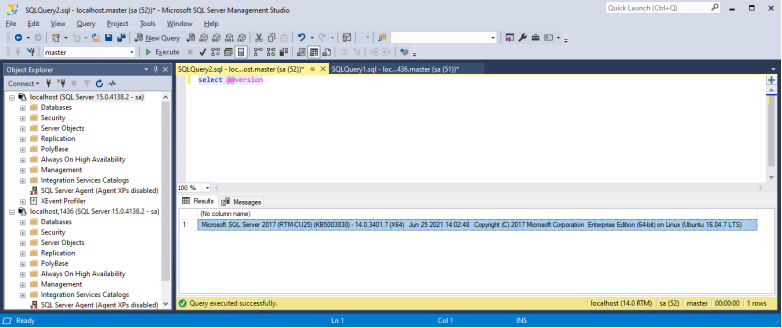 SQLQuery2.sql - localhost.master (sa (52))* - Microsoft SQL Server Management Studio
Quick Launch (Ctrl+Q)
File Edit View Query Project Tools Window Help
New Query
master
Execute
Object Explorer
SQLQuery2.sql - loc...ost.master (sa (52))*
SQLQuery1.sql - loc...436.master (sa (51))*
Connect
select @@version
localhost (SQL Server 15.0.4138.2 - sa)
Databases
Security
Server Objects
Replication
PolyBase
Always On High Availability
Management
Integration Services Catalogs
SQL Server Agent (Agent XPs disabled)
XEvent Profiler
localhost,1436 (SQL Server 15.0.4138.2 - sa)
Databases
Security
Server Objects
Replication
PolyBase
Always On High Availability
Management
Integration Services Catalogs
SQL Server Agent (Agent XPs disabled)
100 %
Results Messages
(No column name)
1 Microsoft SQL Server 2017 (RTM-CU25) (KB5003830) - 14.0.3401.7 (X64) Jun 25 2021 14:02:48 Copyright (C) 2017 Microsoft Corporation Enterprise Edition (64-bit) on Linux (Ubuntu 16.04.7 LTS)
Query executed successfully.
localhost (14.0 RTM) sa (52) master 00:00:00 1 rows
Ready Ln 1 Col 1 INS